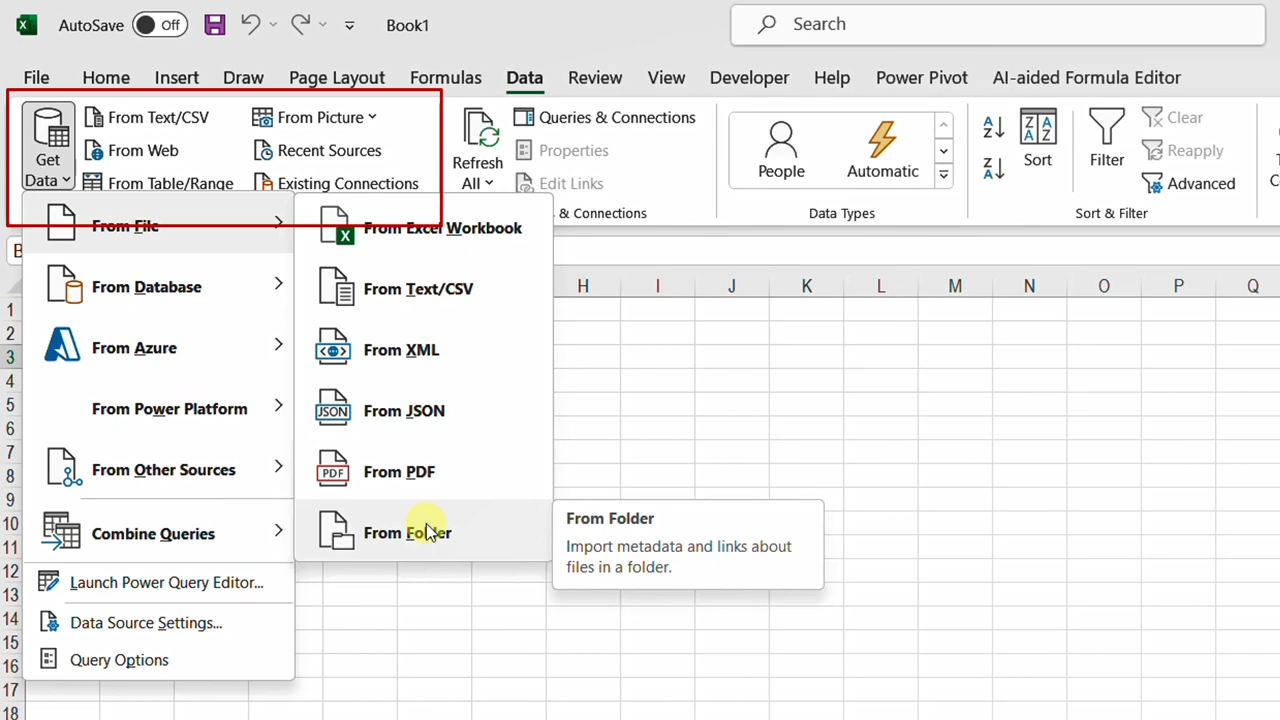 AutoSave Off Book1 Search
File Home Insert Draw Page Layout Formulas Data Review View Developer Help Power Pivot AI-aided Formula Editor
Get Data
From Text/CSV
From Web
From Table/Range
From Picture
Recent Sources
Existing Connections
Refresh All
Queries & Connections
Properties
Edit Links
& Connections
People
Automatic
Data Types
Z A
A Z
Sort
Filter
Clear
Reapply
Advanced
Sort & Filter
From File
From Database
From Azure
From Power Platform
From Other Sources
Combine Queries
Launch Power Query Editor...
Data Source Settings...
Query Options
From Excel Workbook
From Text/CSV
From XML
JSON
From JSON
PDF
From PDF
From Folder
From Folder
Import metadata and links about
files in a folder.
H I J K L M N O P Q
1
2
3
4
5
6
7
8
9
10
11
12
13
14
15
16
17
18